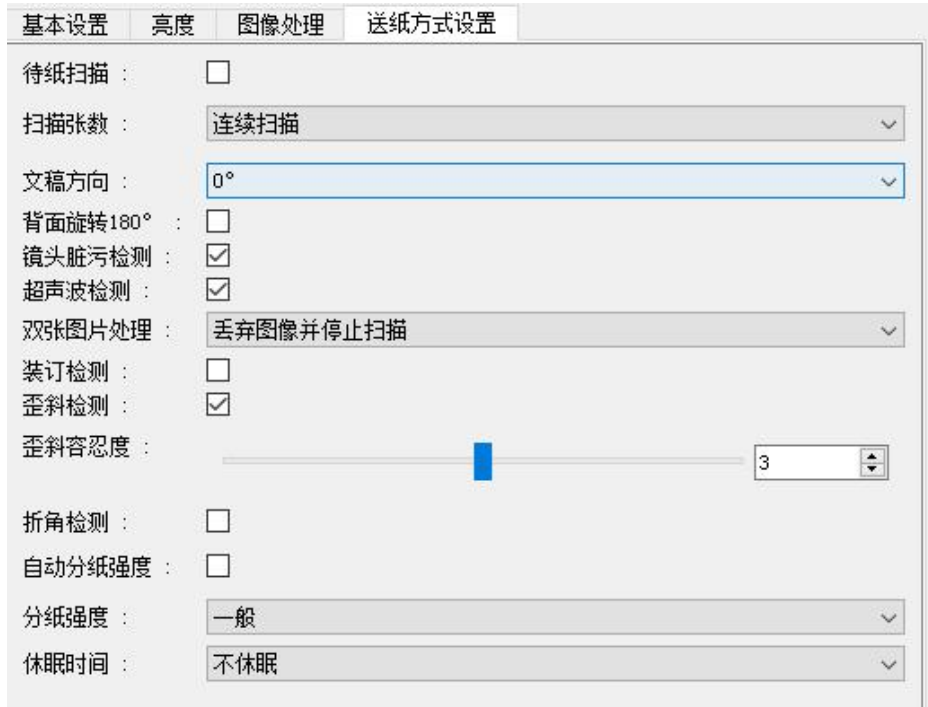 基本设置 亮度 图像处理 送纸方式设置
待纸扫描 :
扫描张数 : 连续扫描
文稿方向 : 0°
背面旋转180° :
镜头脏污检测 :
超声波检测 :
双张图片处理 : 丢弃图像并停止扫描
装订检测 :
歪斜检测 :
歪斜容忍度 : 3
折角检测 :
自动分纸强度 :
分纸强度 : 一般
休眠时间 : 不休眠